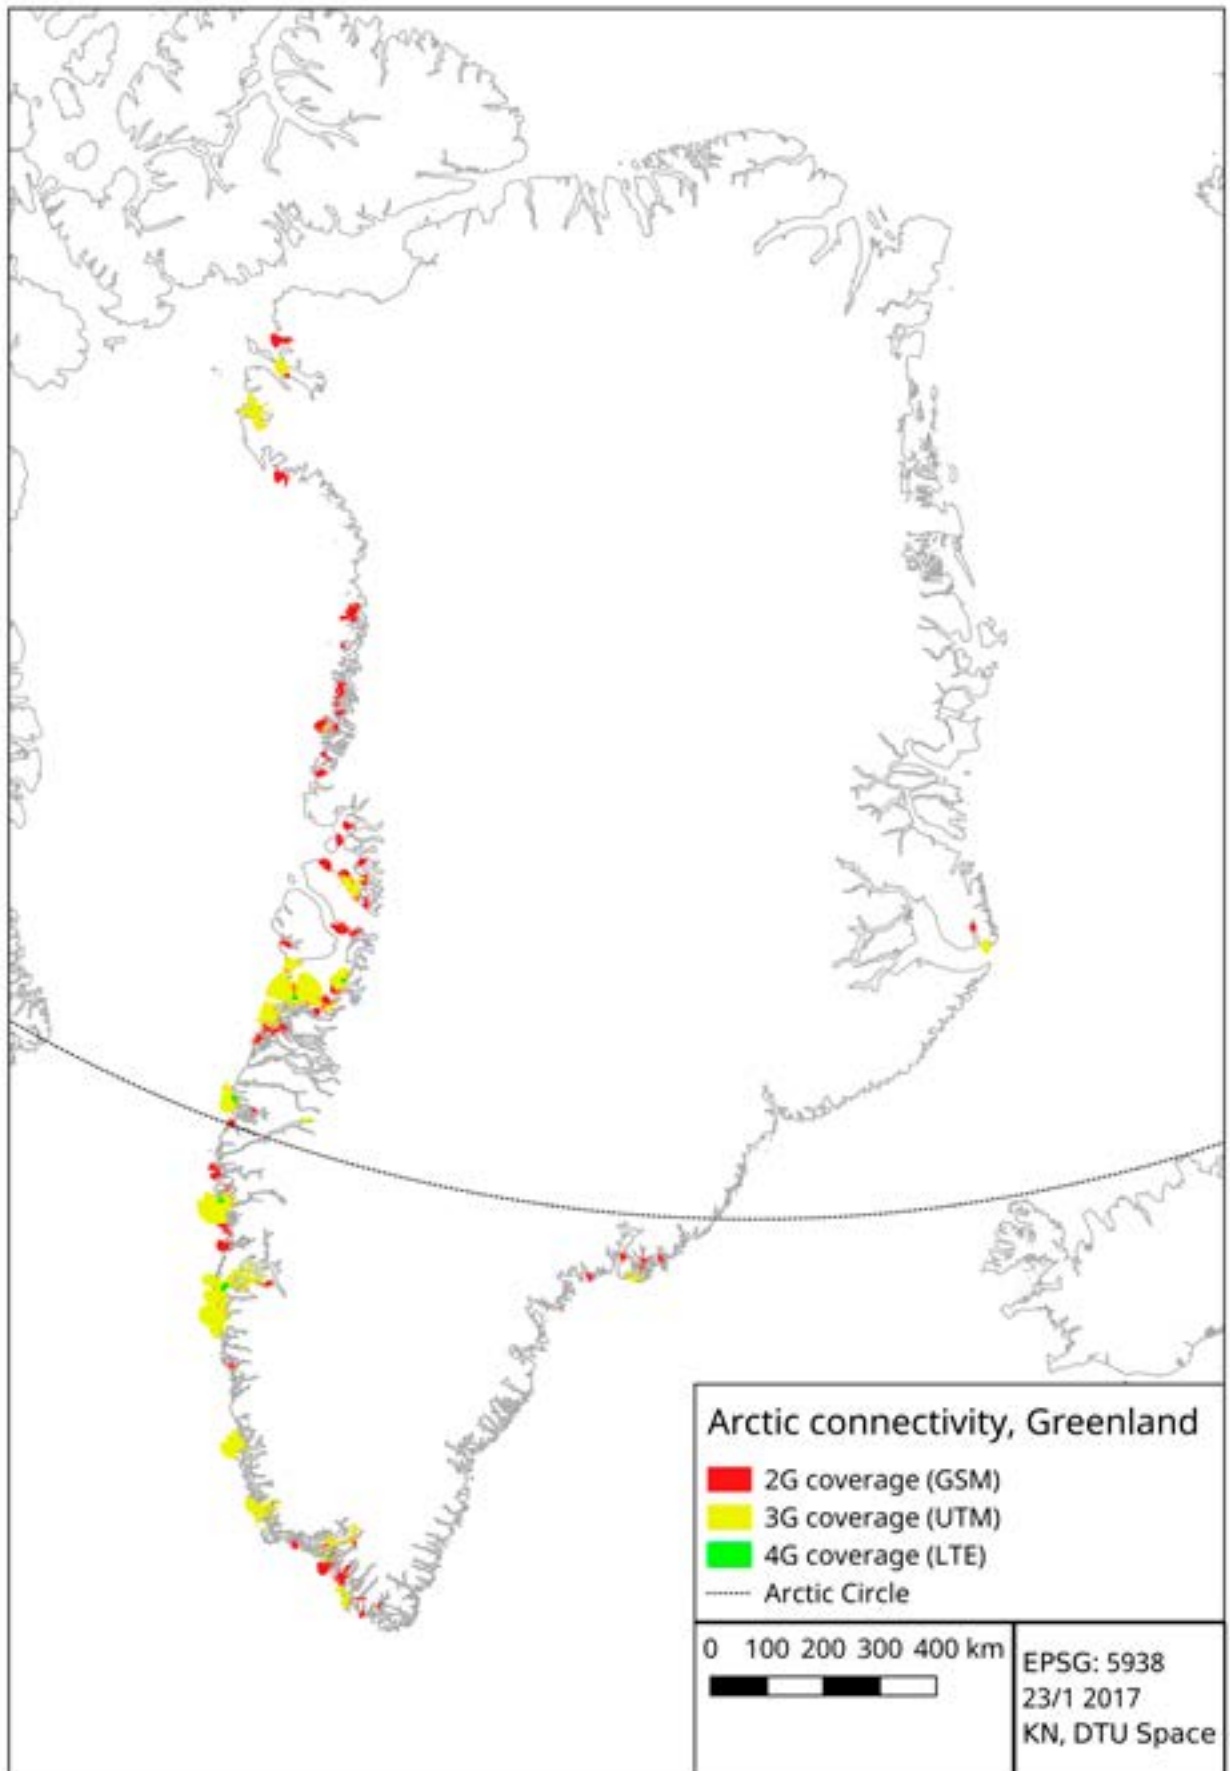 Arctic connectivity, Greenland
2G coverage (GSM)
3G coverage (UTM)
4G coverage (LTE)
Arctic Circle
0 100 200 300 400 km
EPSG: 5938
23/1 2017
KN, DTU Space